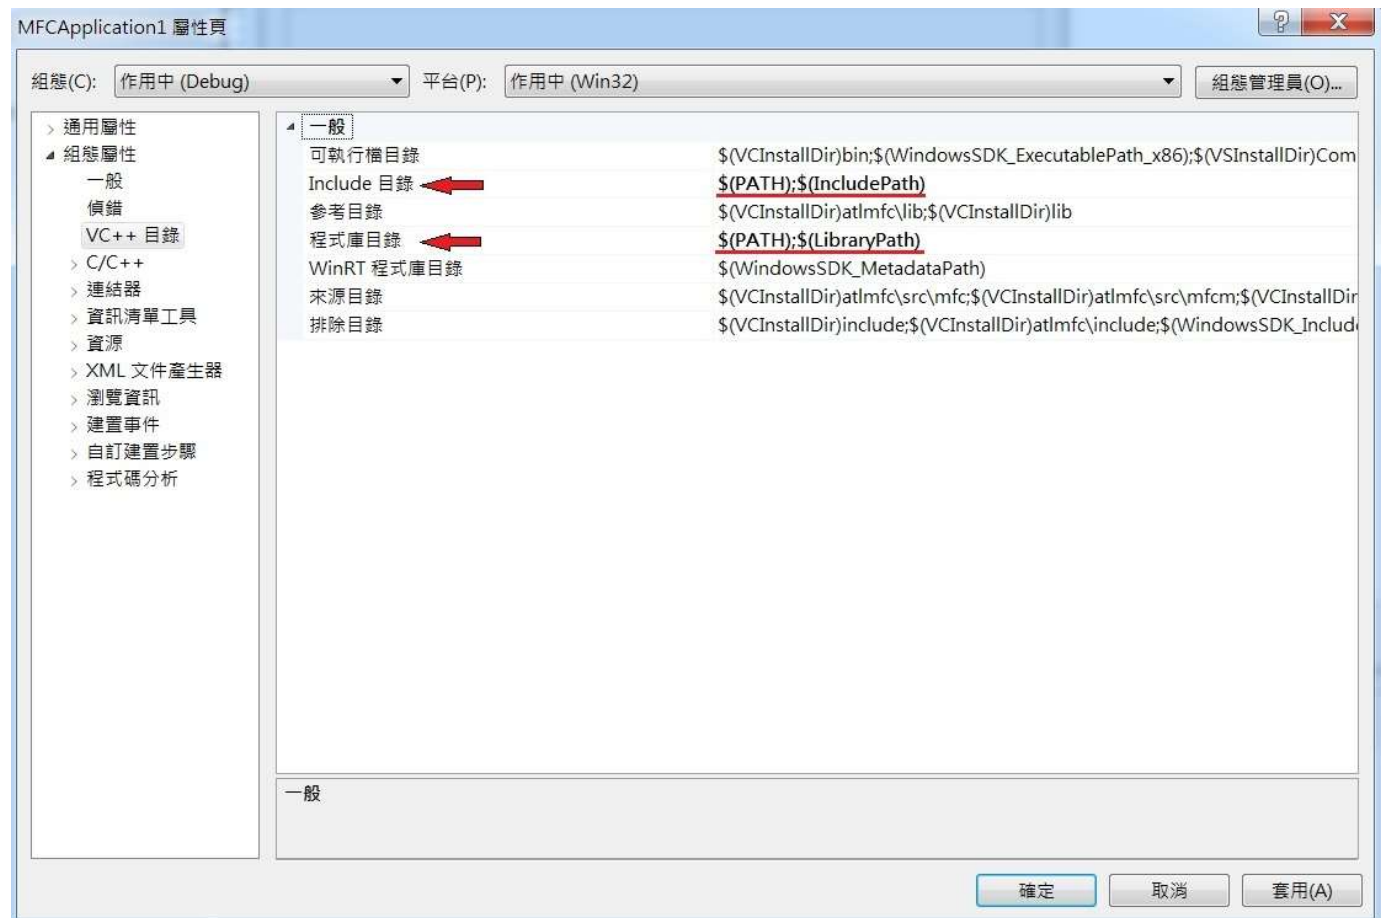 MFCApplication1 屬性頁
組態(C): 作用中 (Debug) 平台(P): 作用中 (Win32) 組態管理員(O)...
通用屬性
組態屬性
一般
偵錯
VC++ 目錄
C/C++
連結器
資訊清單工具
資源
XML 文件產生器
瀏覽資訊
建置事件
自訂建置步驟
程式碼分析
一般
可執行檔目錄 $(VCInstallDir)bin;$(WindowsSDK_ExecutablePath_x86);$(VSInstallDir)Com
Include 目錄 $(PATH);$(IncludePath)
參考目錄 $(VCInstallDir)atlmfc\lib;$(VCInstallDir)lib
程式庫目錄 $(PATH);$(LibraryPath)
WinRT 程式庫目錄 $(WindowsSDK_MetadataPath)
來源目錄 $(VCInstallDir)atlmfc\src\mfc;$(VCInstallDir)atlmfc\src\mfcm;$(VCInstallDir
排除目錄 $(VCInstallDir)include;$(VCInstallDir)atlmfc\include;$(WindowsSDK_Includ
一般
確定 取消 套用(A)